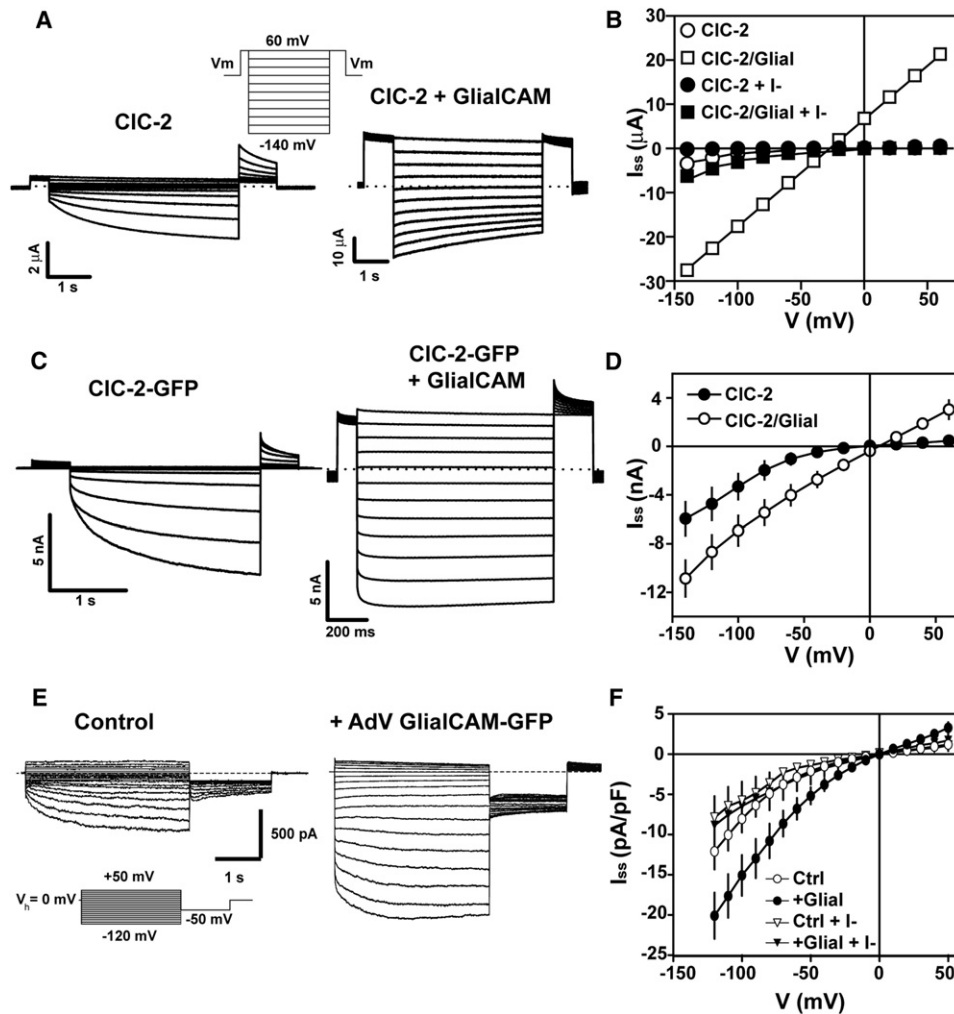 A
60 mV
Vm
Vm
-140 mV
ClC-2
ClC-2 + GlialCAM
2 µA
1 s
10 µA
1 s
B
ClC-2
ClC-2/Glial
ClC-2 + I-
ClC-2/Glial + I-
Iss (µA)
30
20
10
0
-10
-20
-30
-150
-100
-50
0
50
V (mV)
C
ClC-2-GFP
ClC-2-GFP
+ GlialCAM
5 nA
1 s
5 nA
200 ms
D
ClC-2
ClC-2/Glial
Iss (nA)
4
0
-4
-8
-12
-150
-100
-50
0
50
V (mV)
E
Control
+ AdV GlialCAM-GFP
500 pA
1 s
+50 mV
Vh = 0 mV
-50 mV
-120 mV
F
Ctrl
+Glial
Ctrl + I-
+Glial + I-
Iss (pA/pF)
5
0
-5
-10
-15
-20
-25
-150
-100
-50
0
50
V (mV)